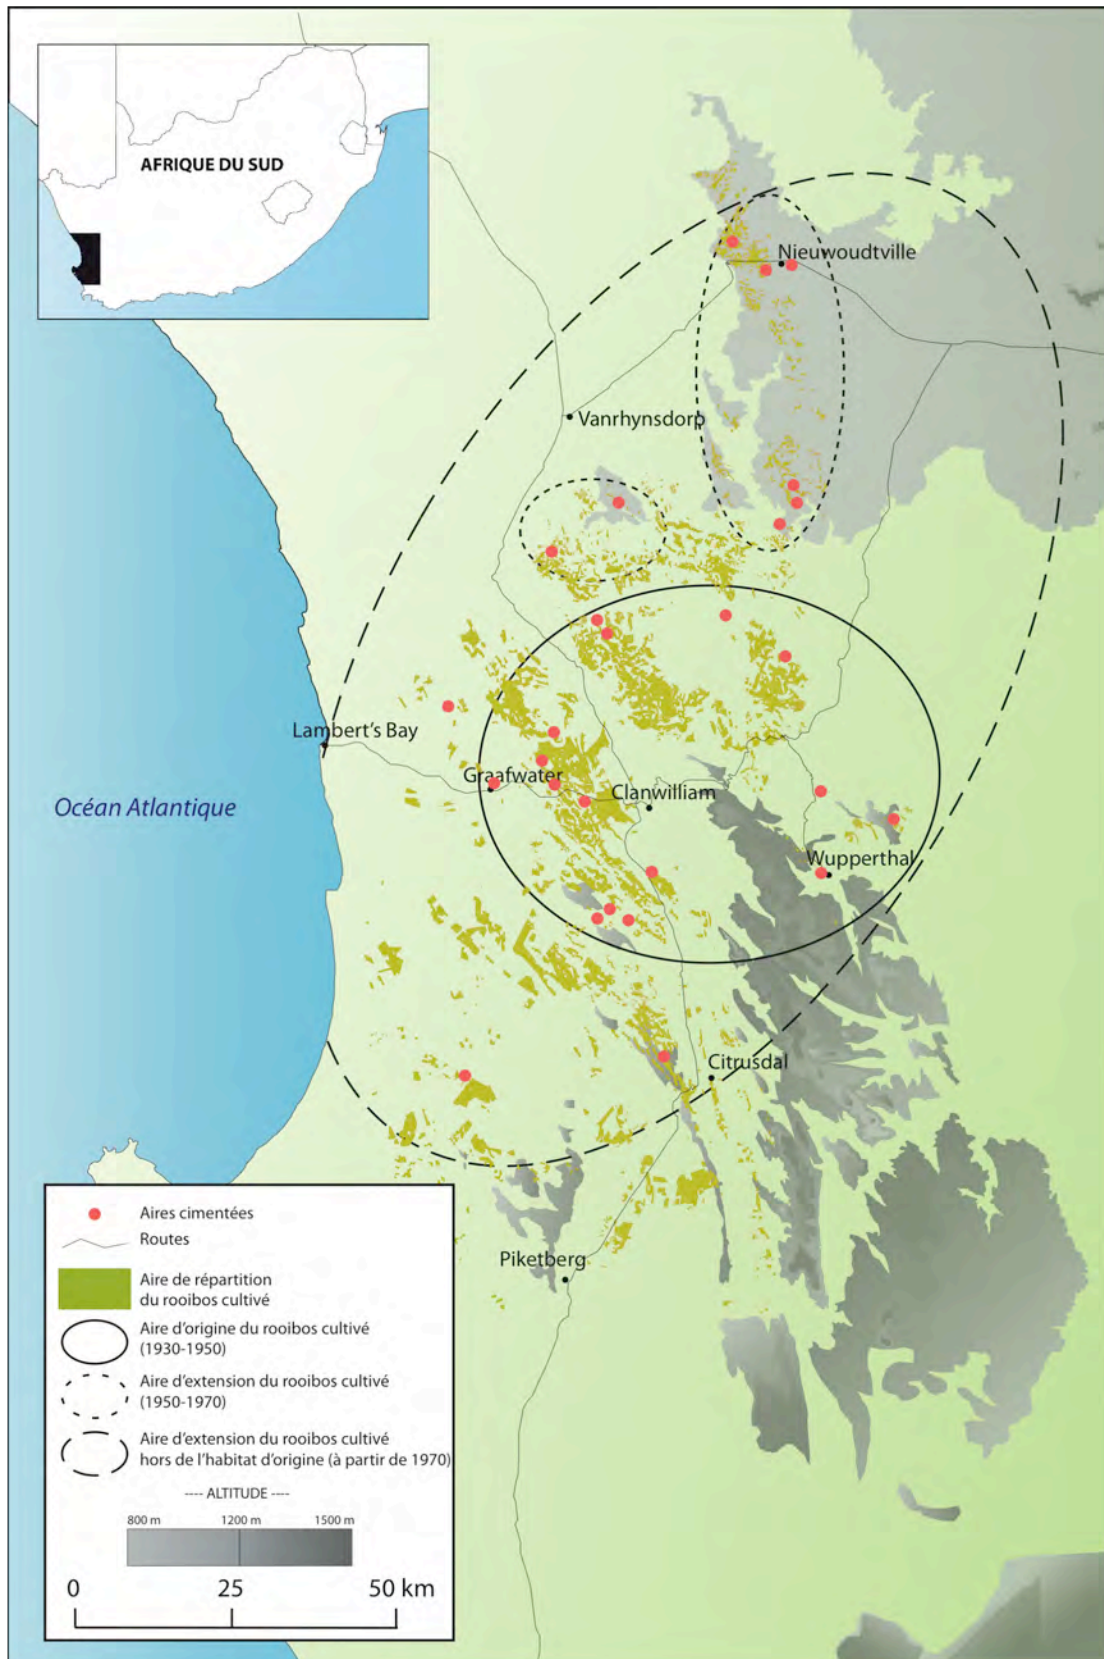 AFRIQUE DU SUD
Nieuwoudtville
Vanrhynsdorp
Lambert's Bay
Graafwater
Clanwilliam
Océan Atlantique
Wupperthal
Citrusdal
Piketberg
Aires cimentées
Routes
Aire de répartition
du rooibos cultivé
Aire d'origine du rooibos cultivé
(1930-1950)
Aire d'extension du rooibos cultivé
(1950-1970)
Aire d'extension du rooibos cultivé
hors de l'habitat d'origine (à partir de 1970)
---- ALTITUDE ----
800 m 1200 m 1500 m
0 25 50 km